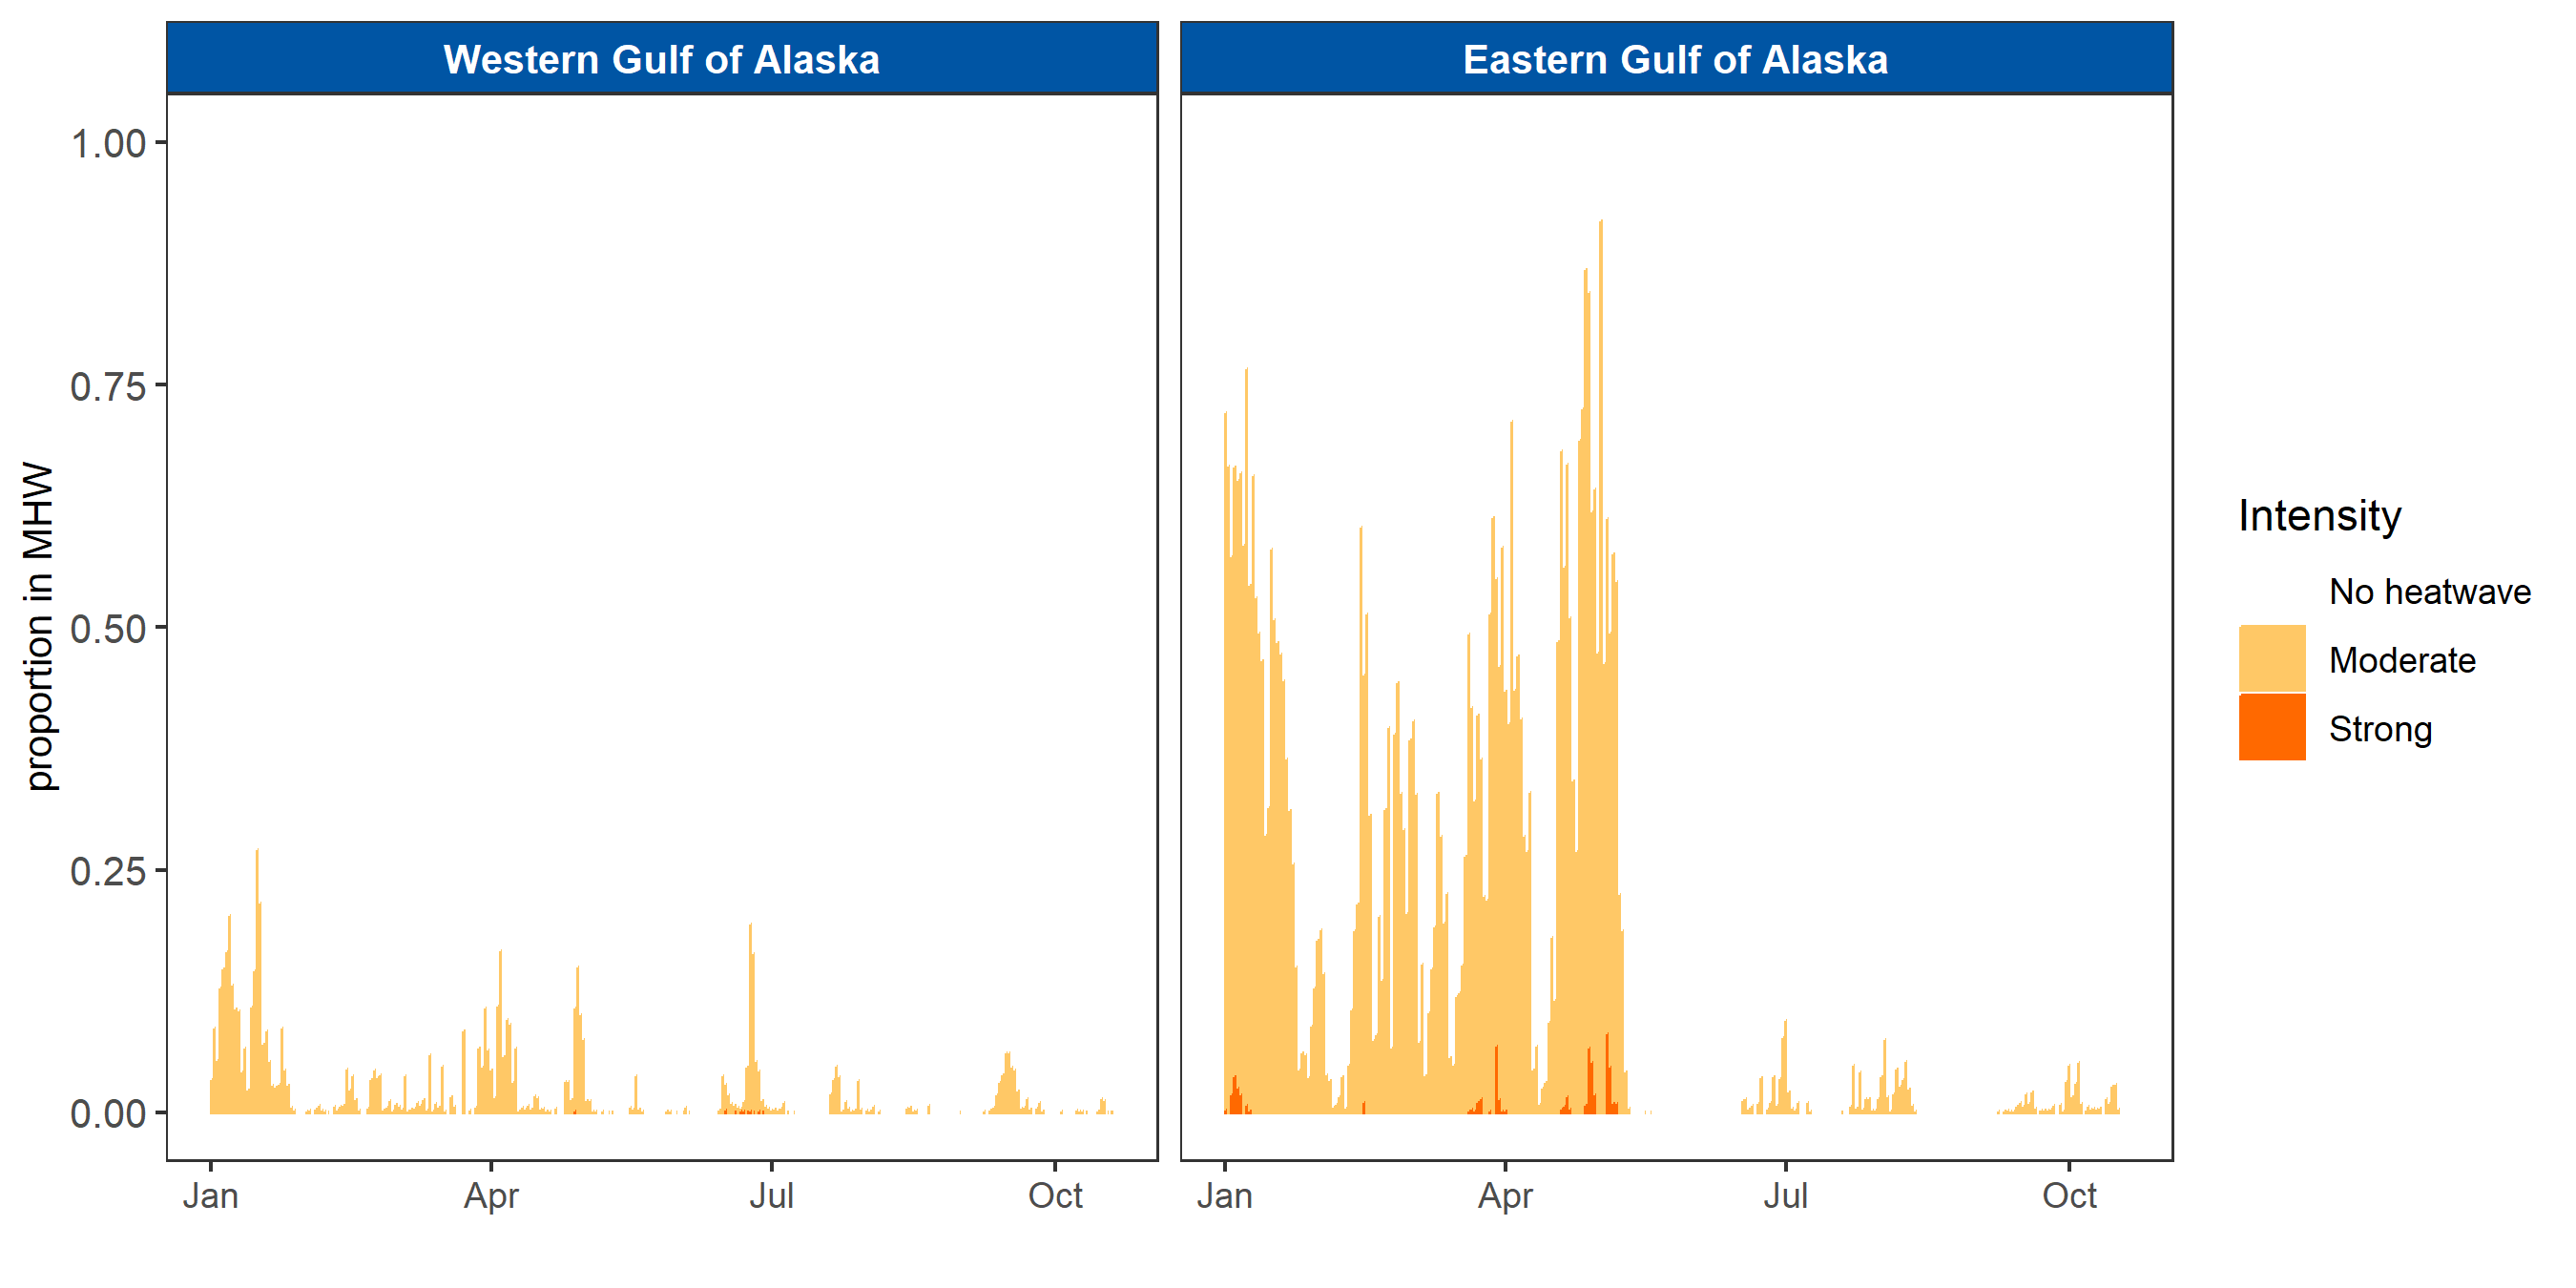 Western Gulf of Alaska
Eastern Gulf of Alaska
proportion in MHW
1.00
0.75
0.50
0.25
0.00
Jan Apr Jul Oct
Jan Apr Jul Oct
Intensity
No heatwave
Moderate
Strong